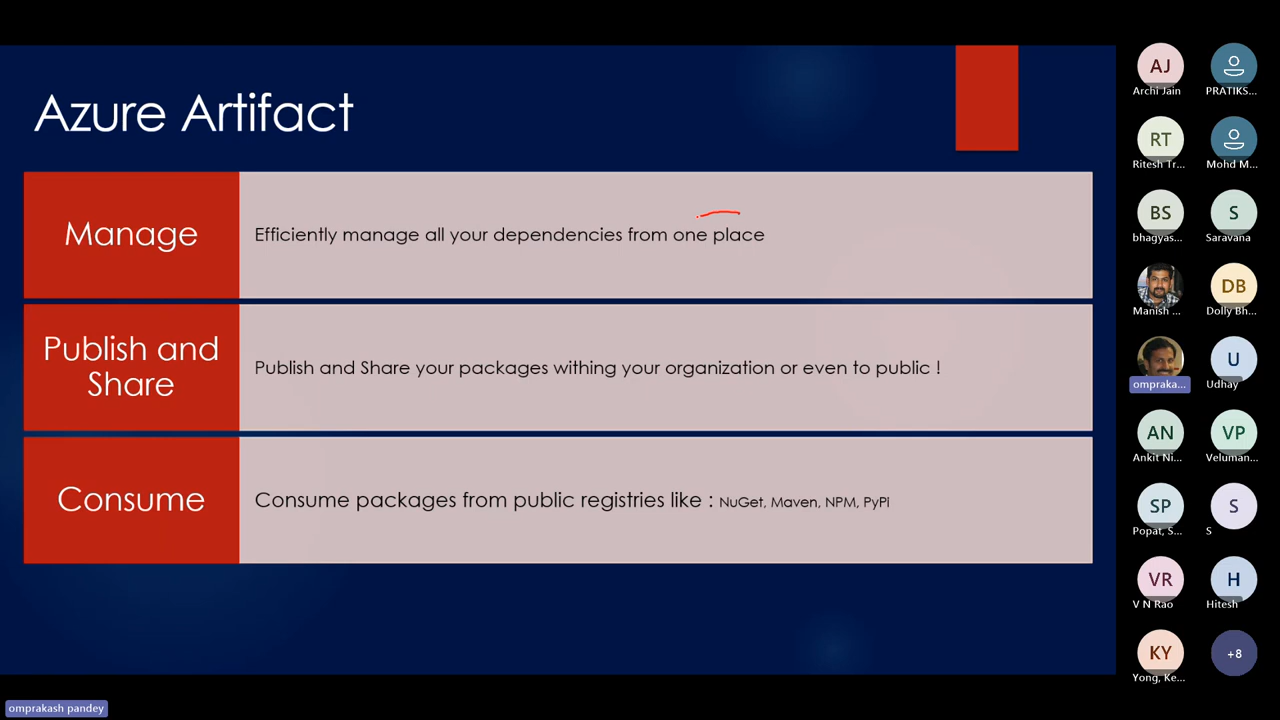 Azure Artifact
Manage
Efficiently manage all your dependencies from one place
Publish and
Share
Publish and Share your packages withing your organization or even to public !
Consume
Consume packages from public registries like : NuGet, Maven, NPM, PyPI
AJ
Archi Jain
PRATIKS...
RT
Ritesh Tr...
Mohd M...
BS
bhagyas...
S
Saravana
Manish ...
DB
Dolly Bh...
ompraka...
U
Udhay
AN
Ankit Ni...
VP
Veluman...
SP
Popat, S...
S
S
VR
V N Rao
H
Hitesh
KY
Yong, Ke...
+8
omprakash pandey